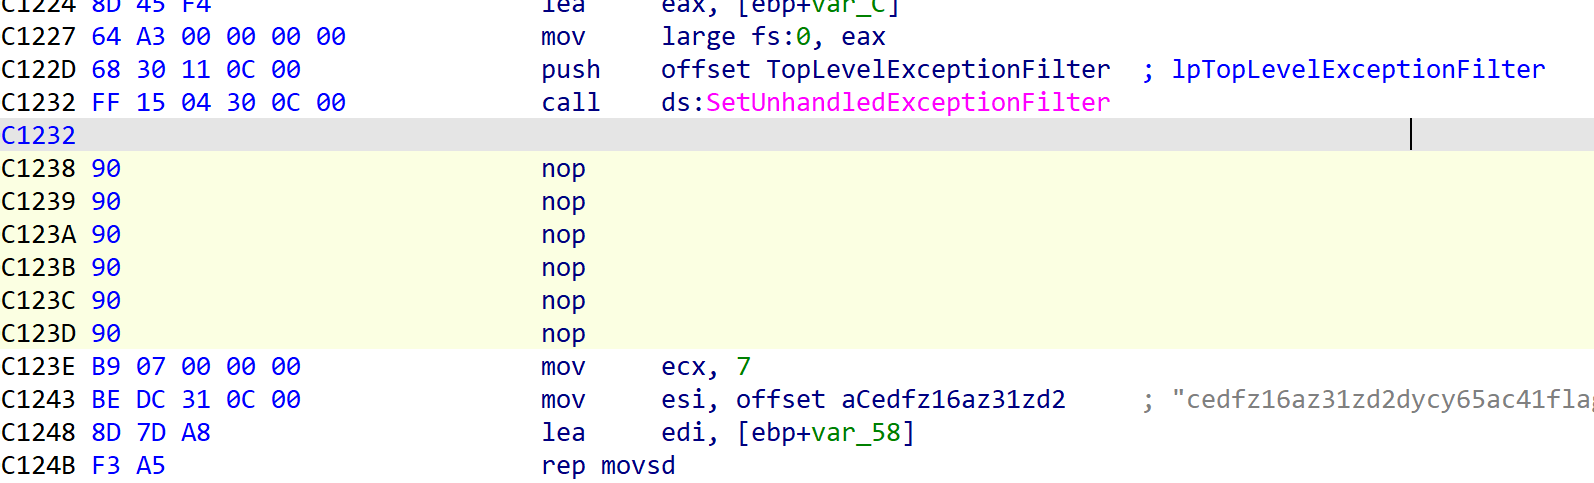 C1224 8D 45 F4 lea eax, [ebp+var_C]
C1227 64 A3 00 00 00 00 mov large fs:0, eax
C122D 68 30 11 0C 00 push offset TopLevelExceptionFilter ; lpTopLevelExceptionFilter
C1232 FF 15 04 30 0C 00 call ds:SetUnhandledExceptionFilter
C1232
C1238 90 nop
C1239 90 nop
C123A 90 nop
C123B 90 nop
C123C 90 nop
C123D 90 nop
C123E B9 07 00 00 00 mov ecx, 7
C1243 BE DC 31 0C 00 mov esi, offset aCedfz16az31zd2 ; "cedfz16az31zd2dycy65ac41flag
C1248 8D 7D A8 lea edi, [ebp+var_58]
C124B F3 A5 rep movsd